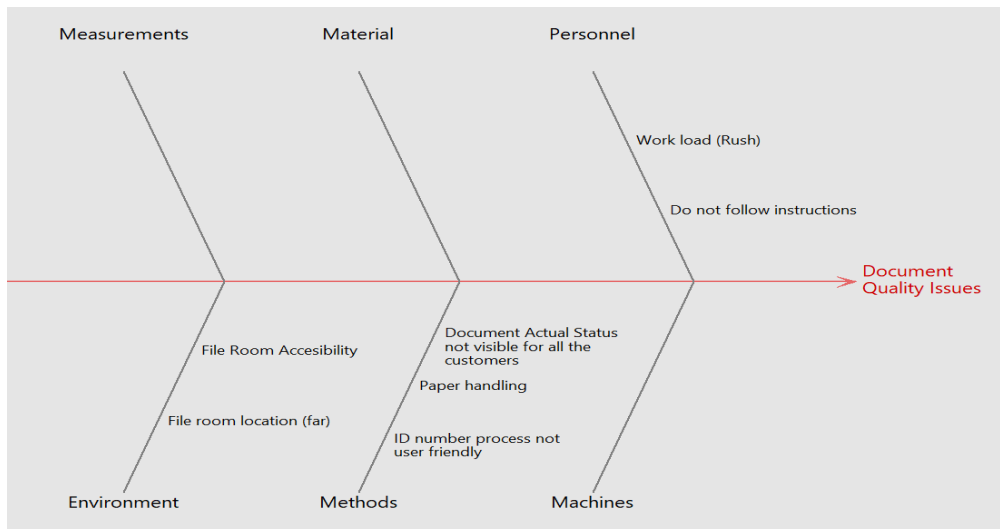 Measurements
Material
Personnel
Work load (Rush)
Do not follow instructions
Document
Quality Issues
Document Actual Status
not visible for all the
customers
File Room Accesibility
Paper handling
File room location (far)
ID number process not
user friendly
Environment
Methods
Machines